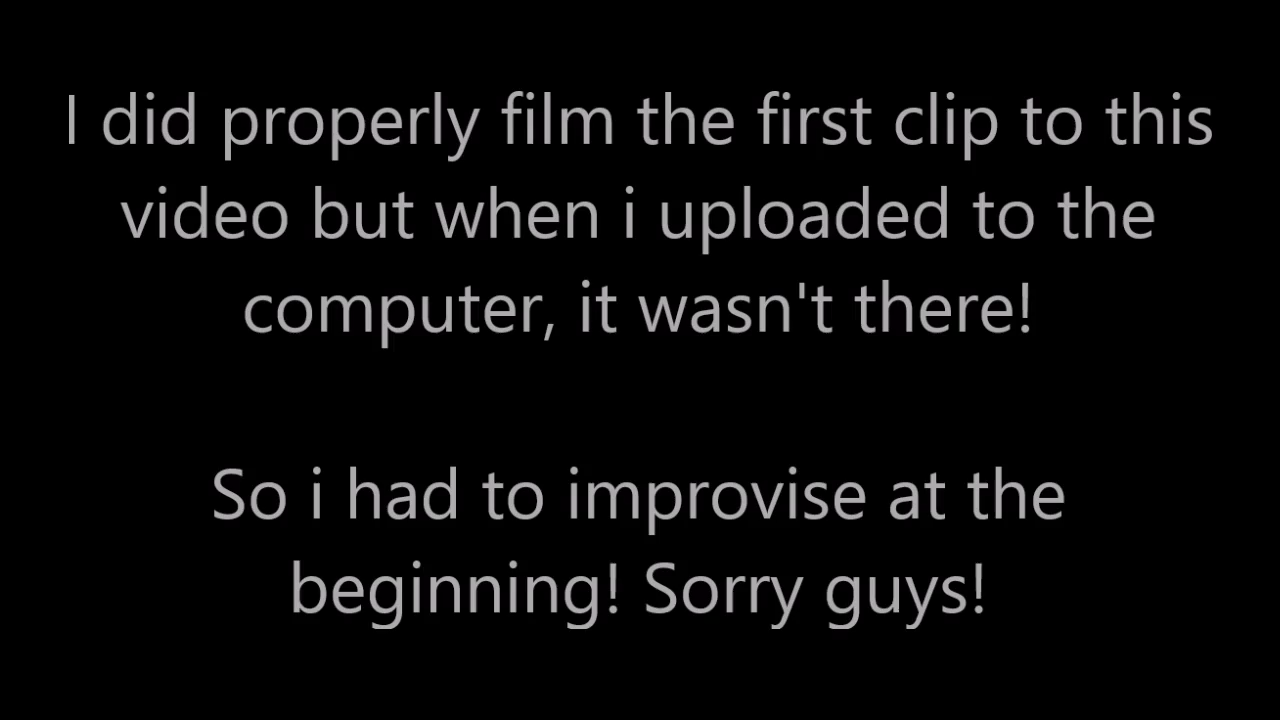 I did properly film the first clip to this
video but when i uploaded to the
computer, it wasn't there!
So i had to improvise at the
beginning! Sorry guys!